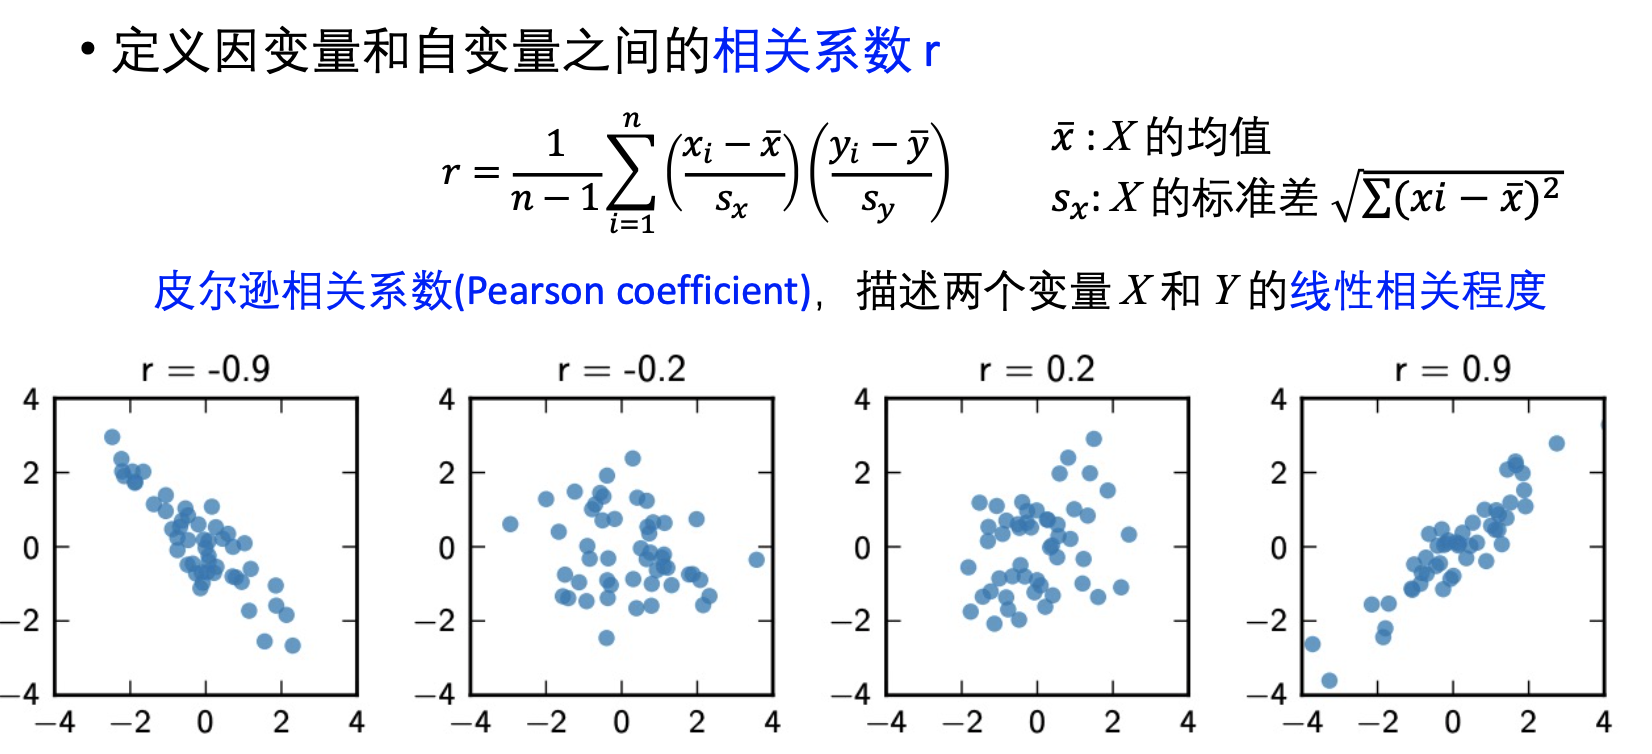 • 定义因变量和自变量之间的相关系数 r
r = \frac{1}{n-1} \sum_{i=1}^{n} \left(\frac{x_i - \bar{x}}{s_x}\right) \left(\frac{y_i - \bar{y}}{s_y}\right)
x̄ : X 的均值
s_x: X 的标准差 \sqrt{∑(xi − x̄)^2}
皮尔逊相关系数(Pearson coefficient)，描述两个变量 X 和 Y 的线性相关程度
r = -0.9
4
2
0
−2
−4
−4 −2 0 2 4
r = -0.2
4
2
0
−2
−4
−4 −2 0 2 4
r = 0.2
4
2
0
−2
−4
−4 −2 0 2 4
r = 0.9
4
2
0
−2
−4
−4 −2 0 2 4